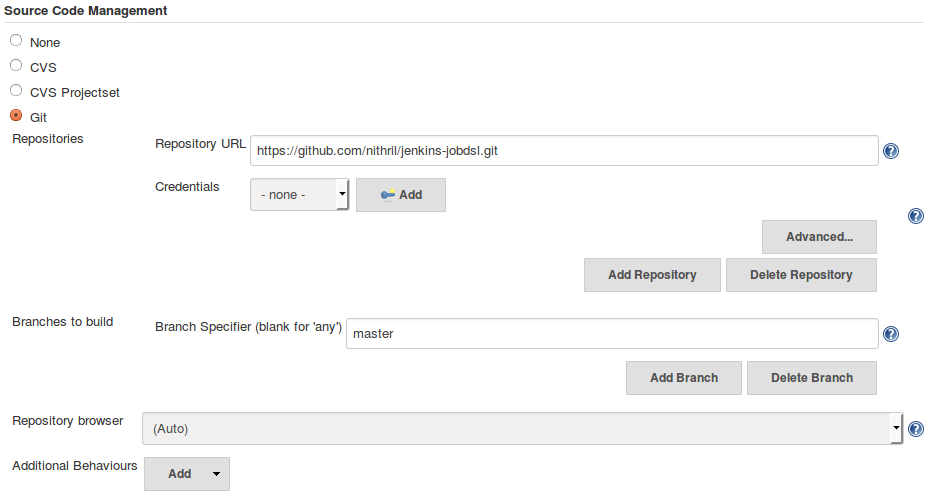 Source Code Management
None
CVS
CVS Projectset
Git
Repositories
Repository URL https://github.com/nithril/jenkins-jobdsl.git ?
Credentials - none - Add
?
Advanced...
Add Repository Delete Repository
Branches to build
Branch Specifier (blank for 'any') master ?
Add Branch Delete Branch
Repository browser (Auto) ?
Additional Behaviours Add